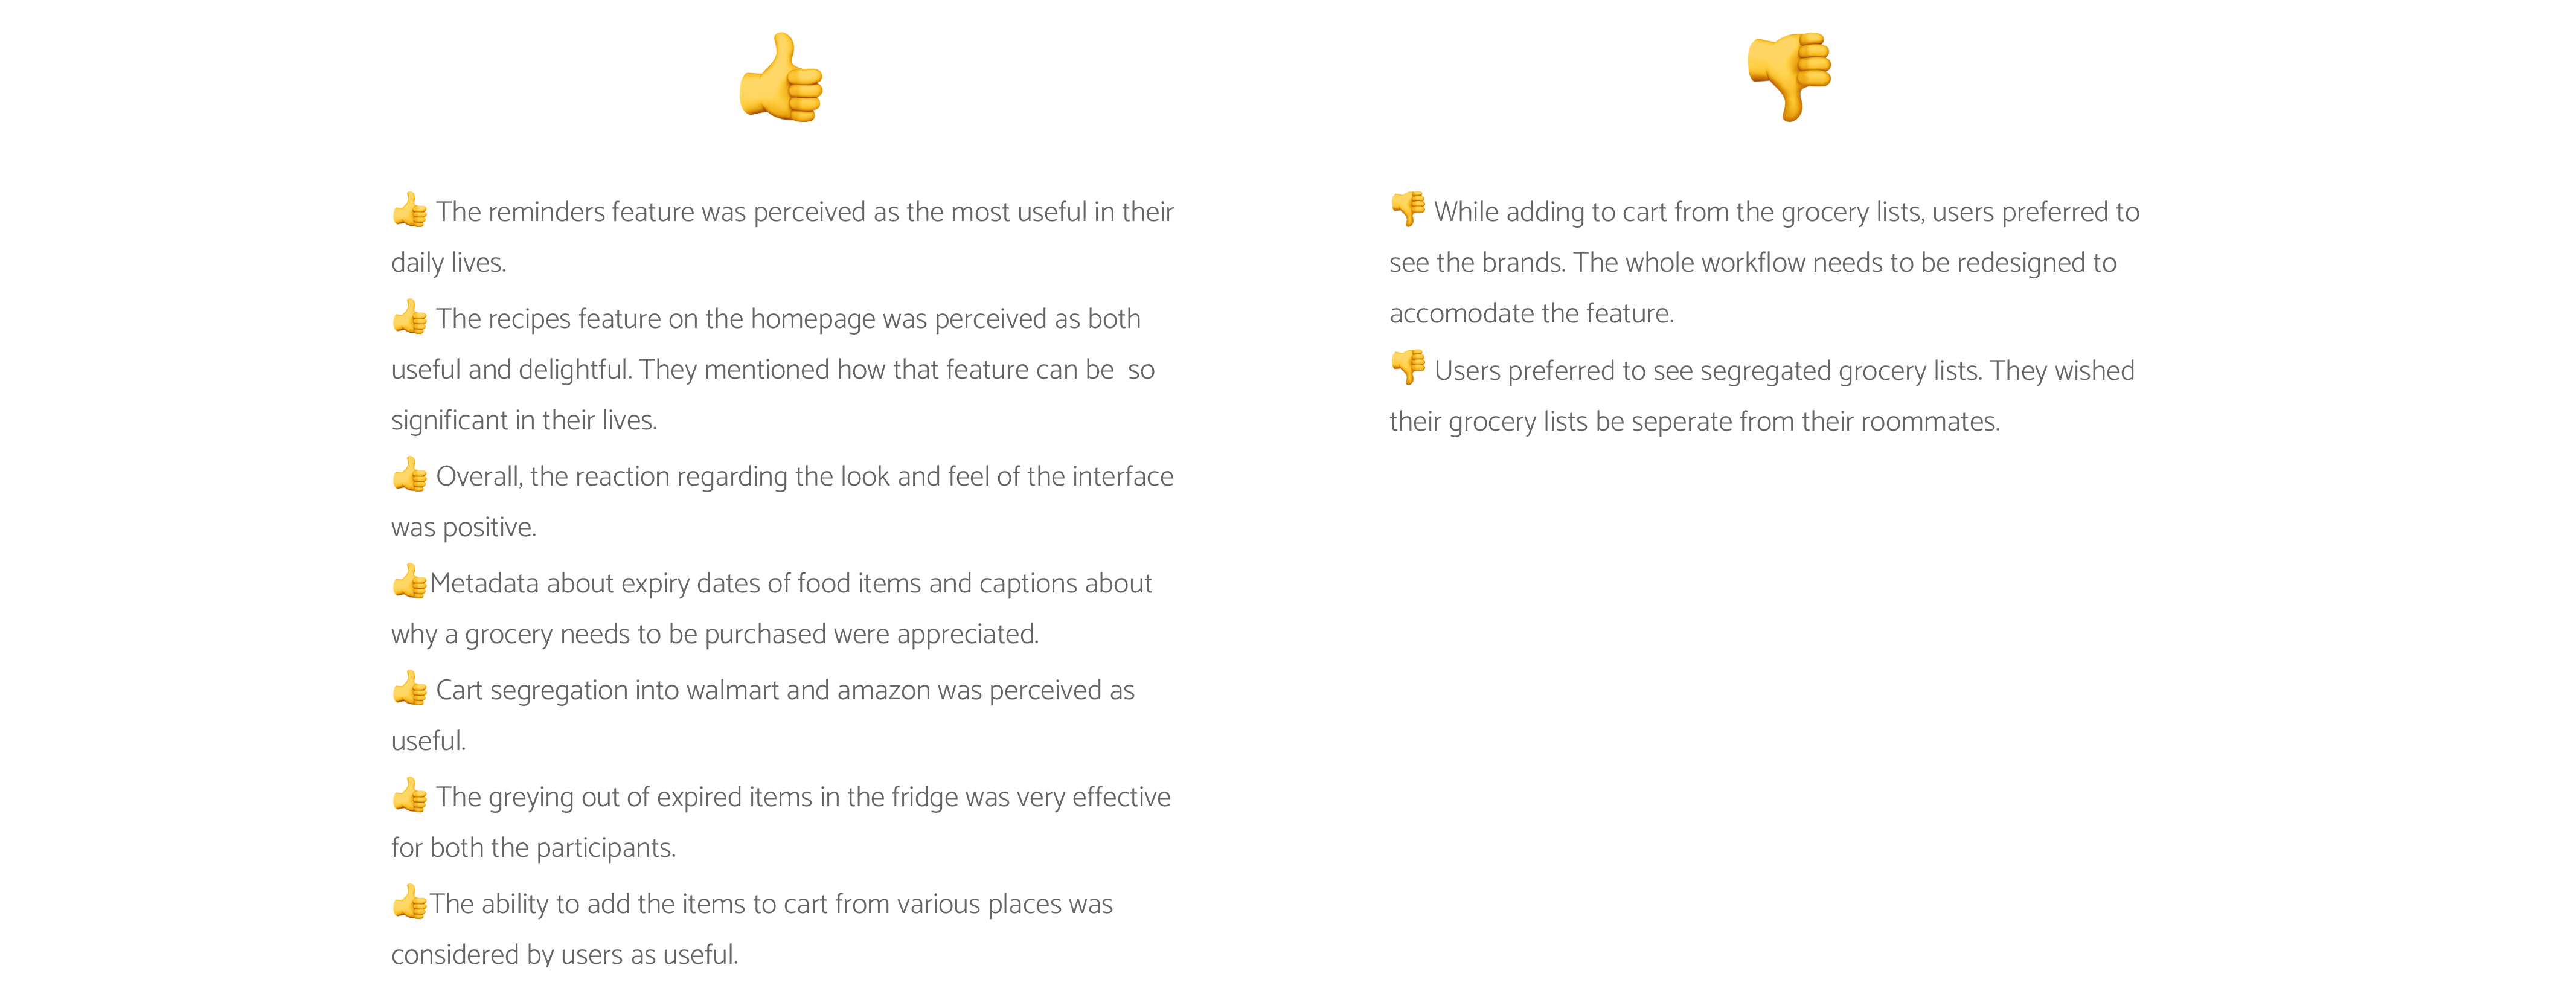 👍 The reminders feature was perceived as the most useful in their
daily lives.
👍 The recipes feature on the homepage was perceived as both
useful and delightful. They mentioned how that feature can be  so
significant in their lives.
👍 Overall, the reaction regarding the look and feel of the interface
was positive.
👍Metadata about expiry dates of food items and captions about
why a grocery needs to be purchased were appreciated.
👍 Cart segregation into walmart and amazon was perceived as
useful.
👍 The greying out of expired items in the fridge was very effective
for both the participants.
👍The ability to add the items to cart from various places was
considered by users as useful.
👎 While adding to cart from the grocery lists, users preferred to
see the brands. The whole workflow needs to be redesigned to
accomodate the feature.
👎 Users preferred to see segregated grocery lists. They wished
their grocery lists be seperate from their roommates.